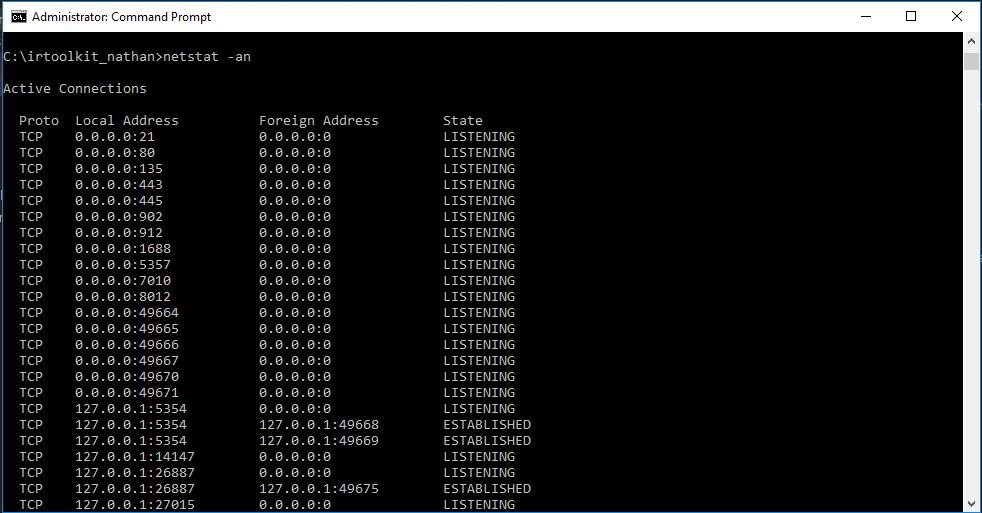 Administrator: Command Prompt
C:\irtoolkit_nathan>netstat -an
Active Connections
Proto Local Address Foreign Address State
TCP 0.0.0.0:21 0.0.0.0:0 LISTENING
TCP 0.0.0.0:80 0.0.0.0:0 LISTENING
TCP 0.0.0.0:135 0.0.0.0:0 LISTENING
TCP 0.0.0.0:443 0.0.0.0:0 LISTENING
TCP 0.0.0.0:445 0.0.0.0:0 LISTENING
TCP 0.0.0.0:902 0.0.0.0:0 LISTENING
TCP 0.0.0.0:912 0.0.0.0:0 LISTENING
TCP 0.0.0.0:1688 0.0.0.0:0 LISTENING
TCP 0.0.0.0:5357 0.0.0.0:0 LISTENING
TCP 0.0.0.0:7010 0.0.0.0:0 LISTENING
TCP 0.0.0.0:8012 0.0.0.0:0 LISTENING
TCP 0.0.0.0:49664 0.0.0.0:0 LISTENING
TCP 0.0.0.0:49665 0.0.0.0:0 LISTENING
TCP 0.0.0.0:49666 0.0.0.0:0 LISTENING
TCP 0.0.0.0:49667 0.0.0.0:0 LISTENING
TCP 0.0.0.0:49670 0.0.0.0:0 LISTENING
TCP 0.0.0.0:49671 0.0.0.0:0 LISTENING
TCP 127.0.0.1:5354 0.0.0.0:0 LISTENING
TCP 127.0.0.1:5354 127.0.0.1:49668 ESTABLISHED
TCP 127.0.0.1:5354 127.0.0.1:49669 ESTABLISHED
TCP 127.0.0.1:14147 0.0.0.0:0 LISTENING
TCP 127.0.0.1:26887 0.0.0.0:0 LISTENING
TCP 127.0.0.1:26887 127.0.0.1:49675 ESTABLISHED
TCP 127.0.0.1:27015 0.0.0.0:0 LISTENING